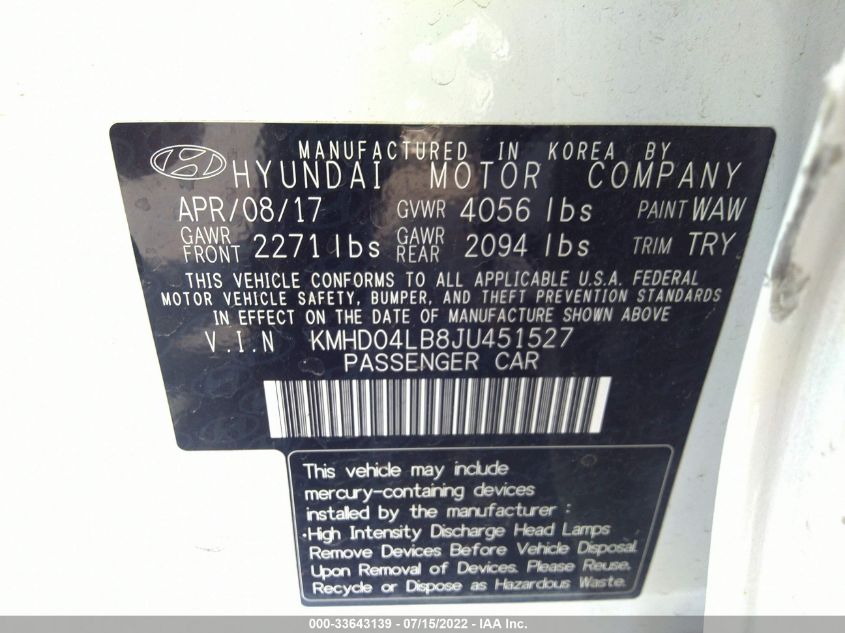 MANUFACTURED IN KOREA BY
HYUNDAI MOTOR COMPANY
APR/08/17 GVWR 4056 lbs PAINT WAW
GAWR FRONT 2271 lbs GAWR REAR 2094 lbs TRIM TRY
THIS VEHICLE CONFORMS TO ALL APPLICABLE U.S.A. FEDERAL
MOTOR VEHICLE SAFETY, BUMPER, AND THEFT PREVENTION STANDARDS
IN EFFECT ON THE DATE OF MANUFACTURE SHOWN ABOVE
V.I.N KMHD04LB8JU451527
PASSENGER CAR
This vehicle may include
mercury-containing devices
installed by the manufacturer :
·High Intensity Discharge Head Lamps
Remove Devices Before Vehicle Disposal.
Upon Removal of Devices. Please Reuse.
Recycle or Dispose as Hazardous Waste.
000-33643139 - 07/15/2022 - IAA Inc.